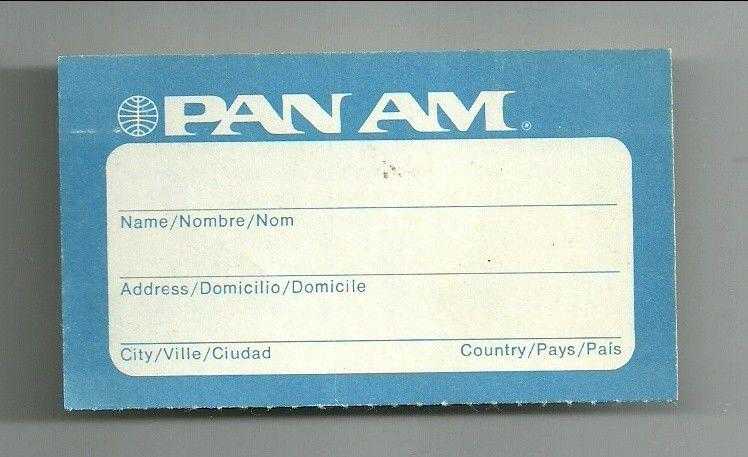 PAN AM®
Name/Nombre/Nom
Address/Domicilio/Domicile
City/Ville/Ciudad Country/Pays/País